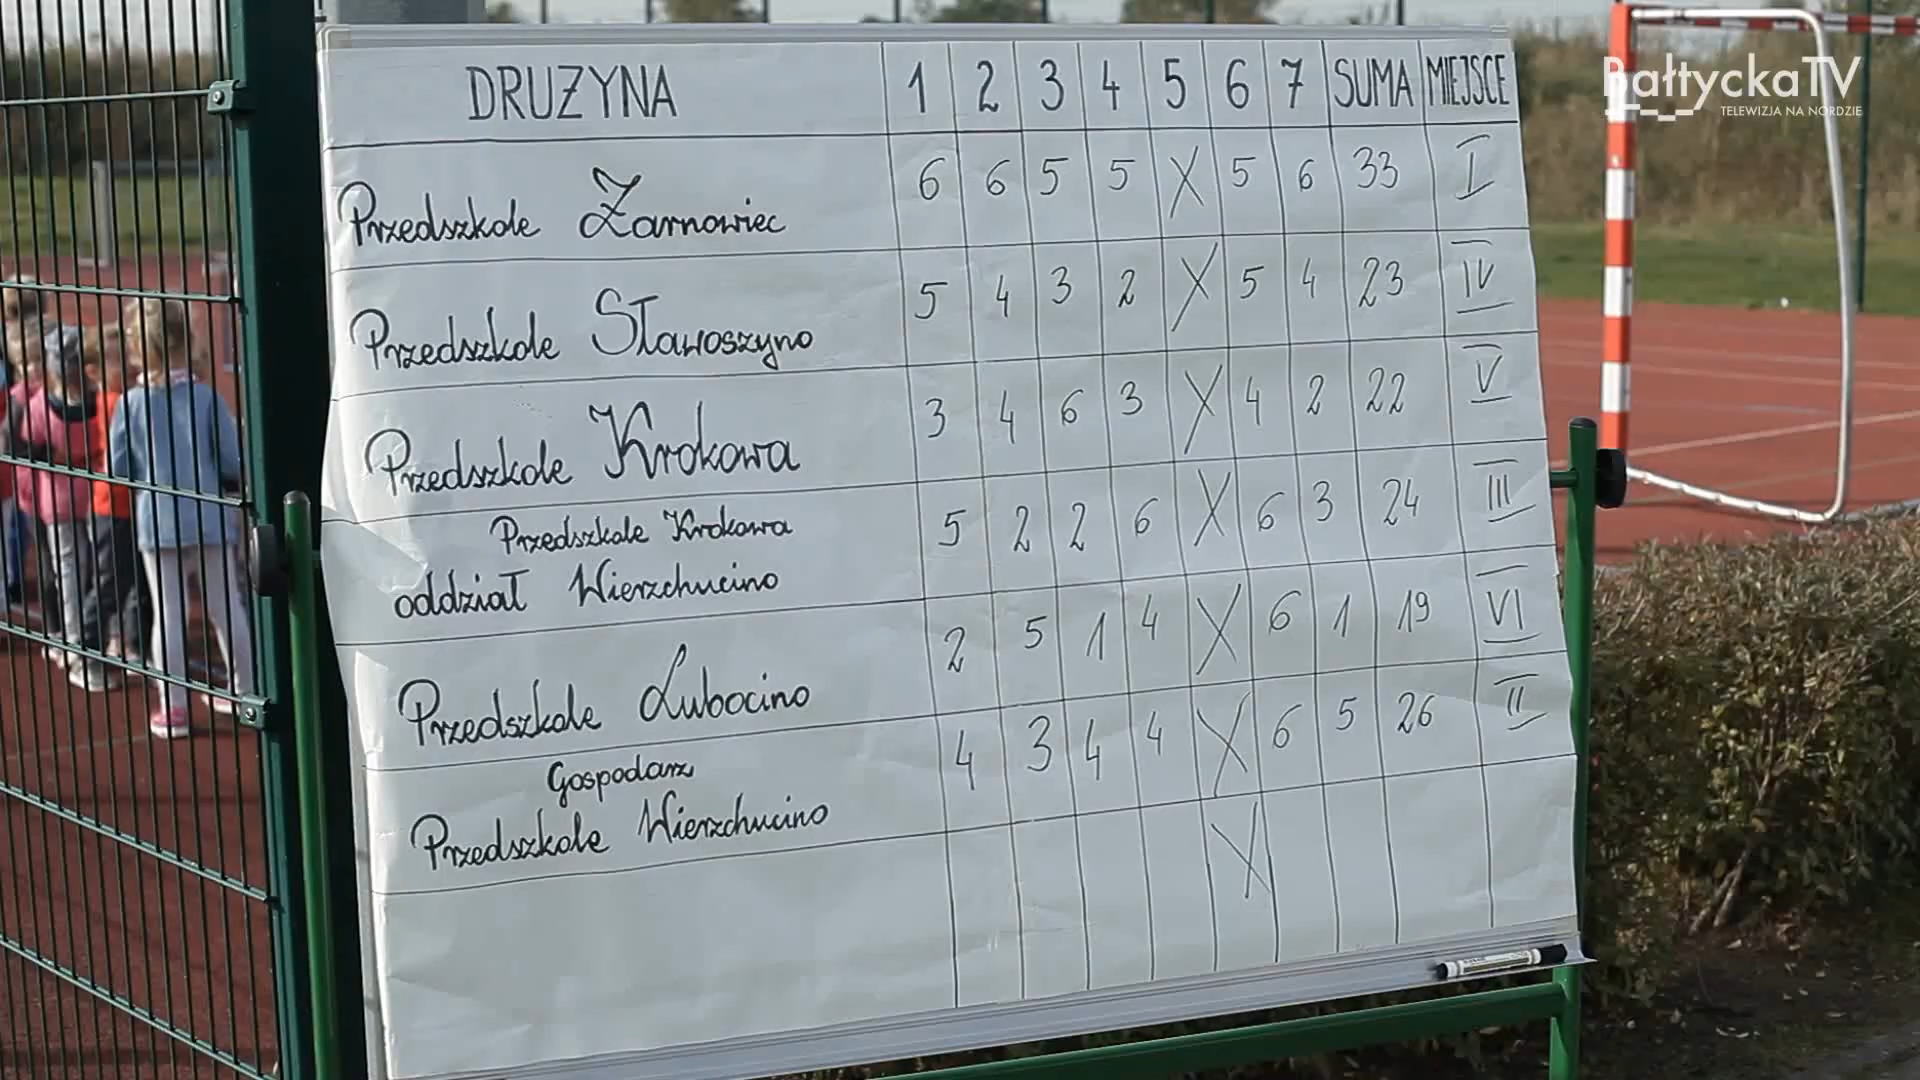 BałtyckaTV
TELEWIZJA NA NORDZIE
DRUŻYNA 1 2 3 4 5 6 7 SUMA MIEJSCE
Przedszkole Żarnowiec 6 6 5 5 X 5 6 33 I
Przedszkole Sławoszyno 5 4 3 2 X 5 4 23 IV
Przedszkole Krokowa 3 4 6 3 X 4 2 22 V
Przedszkole Krokowa
oddział Wierzchucino 5 2 2 6 X 6 3 24 III
Przedszkole Lubocino 2 5 1 4 X 6 1 19 VI
Gospodarz
Przedszkole Wierzchucino 4 3 4 4 X 6 5 26 II
X